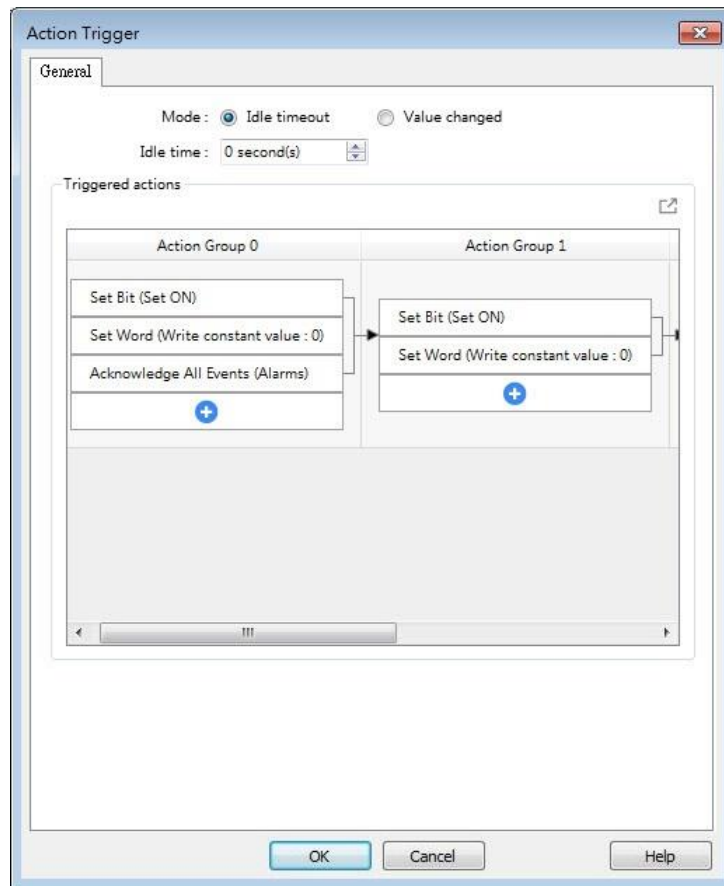 Action Trigger
General
Mode : Idle timeout Value changed
Idle time : 0 second(s)
Triggered actions
Action Group 0 Action Group 1
Set Bit (Set ON)
Set Word (Write constant value : 0)
Acknowledge All Events (Alarms)
Set Bit (Set ON)
Set Word (Write constant value : 0)
OK Cancel Help